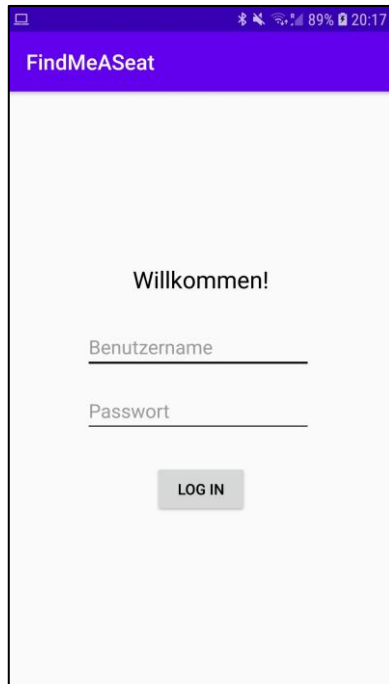 89% 20:17
FindMeASeat
Willkommen!
Benutzername
Passwort
LOG IN